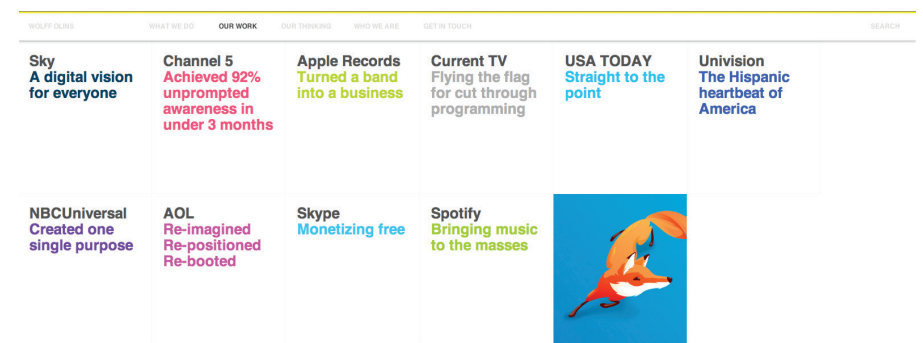 WOLFF OLINS
WHAT WE DO
OUR WORK
OUR THINKING
WHO WE ARE
GET IN TOUCH
SEARCH
Sky
A digital vision
for everyone
Channel 5
Achieved 92%
unprompted
awareness in
under 3 months
Apple Records
Turned a band
into a business
Current TV
Flying the flag
for cut through
programming
USA TODAY
Straight to the
point
Univision
The Hispanic
heartbeat of
America
NBCUniversal
Created one
single purpose
AOL
Re-imagined
Re-positioned
Re-booted
Skype
Monetizing free
Spotify
Bringing music
to the masses